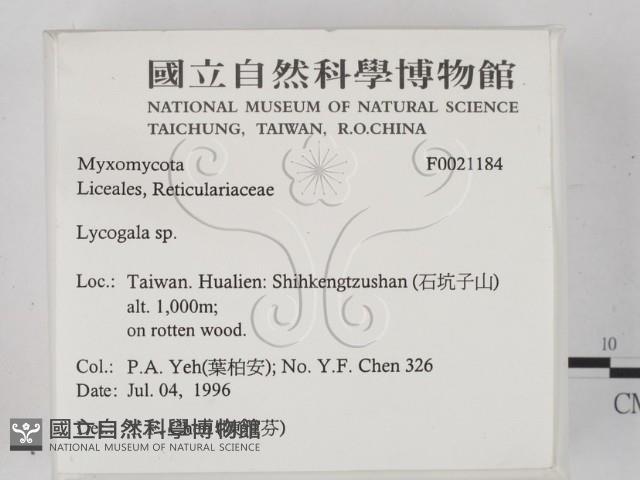 國立自然科學博物館
NATIONAL MUSEUM OF NATURAL SCIENCE
TAICHUNG, TAIWAN, R.O.CHINA
Myxomycota F0021184
Liceales, Reticulariaceae
Lycogala sp.
Loc.: Taiwan. Hualien: Shihkengtzushan (石坑子山)
alt. 1,000m;
on rotten wood.
Col.: P.A. Yeh(葉柏安); No. Y.F. Chen 326
Date: Jul. 04, 1996
芬)
國立自然科學博物館
NATIONAL MUSEUM OF NATURAL SCIENCE
10
CM